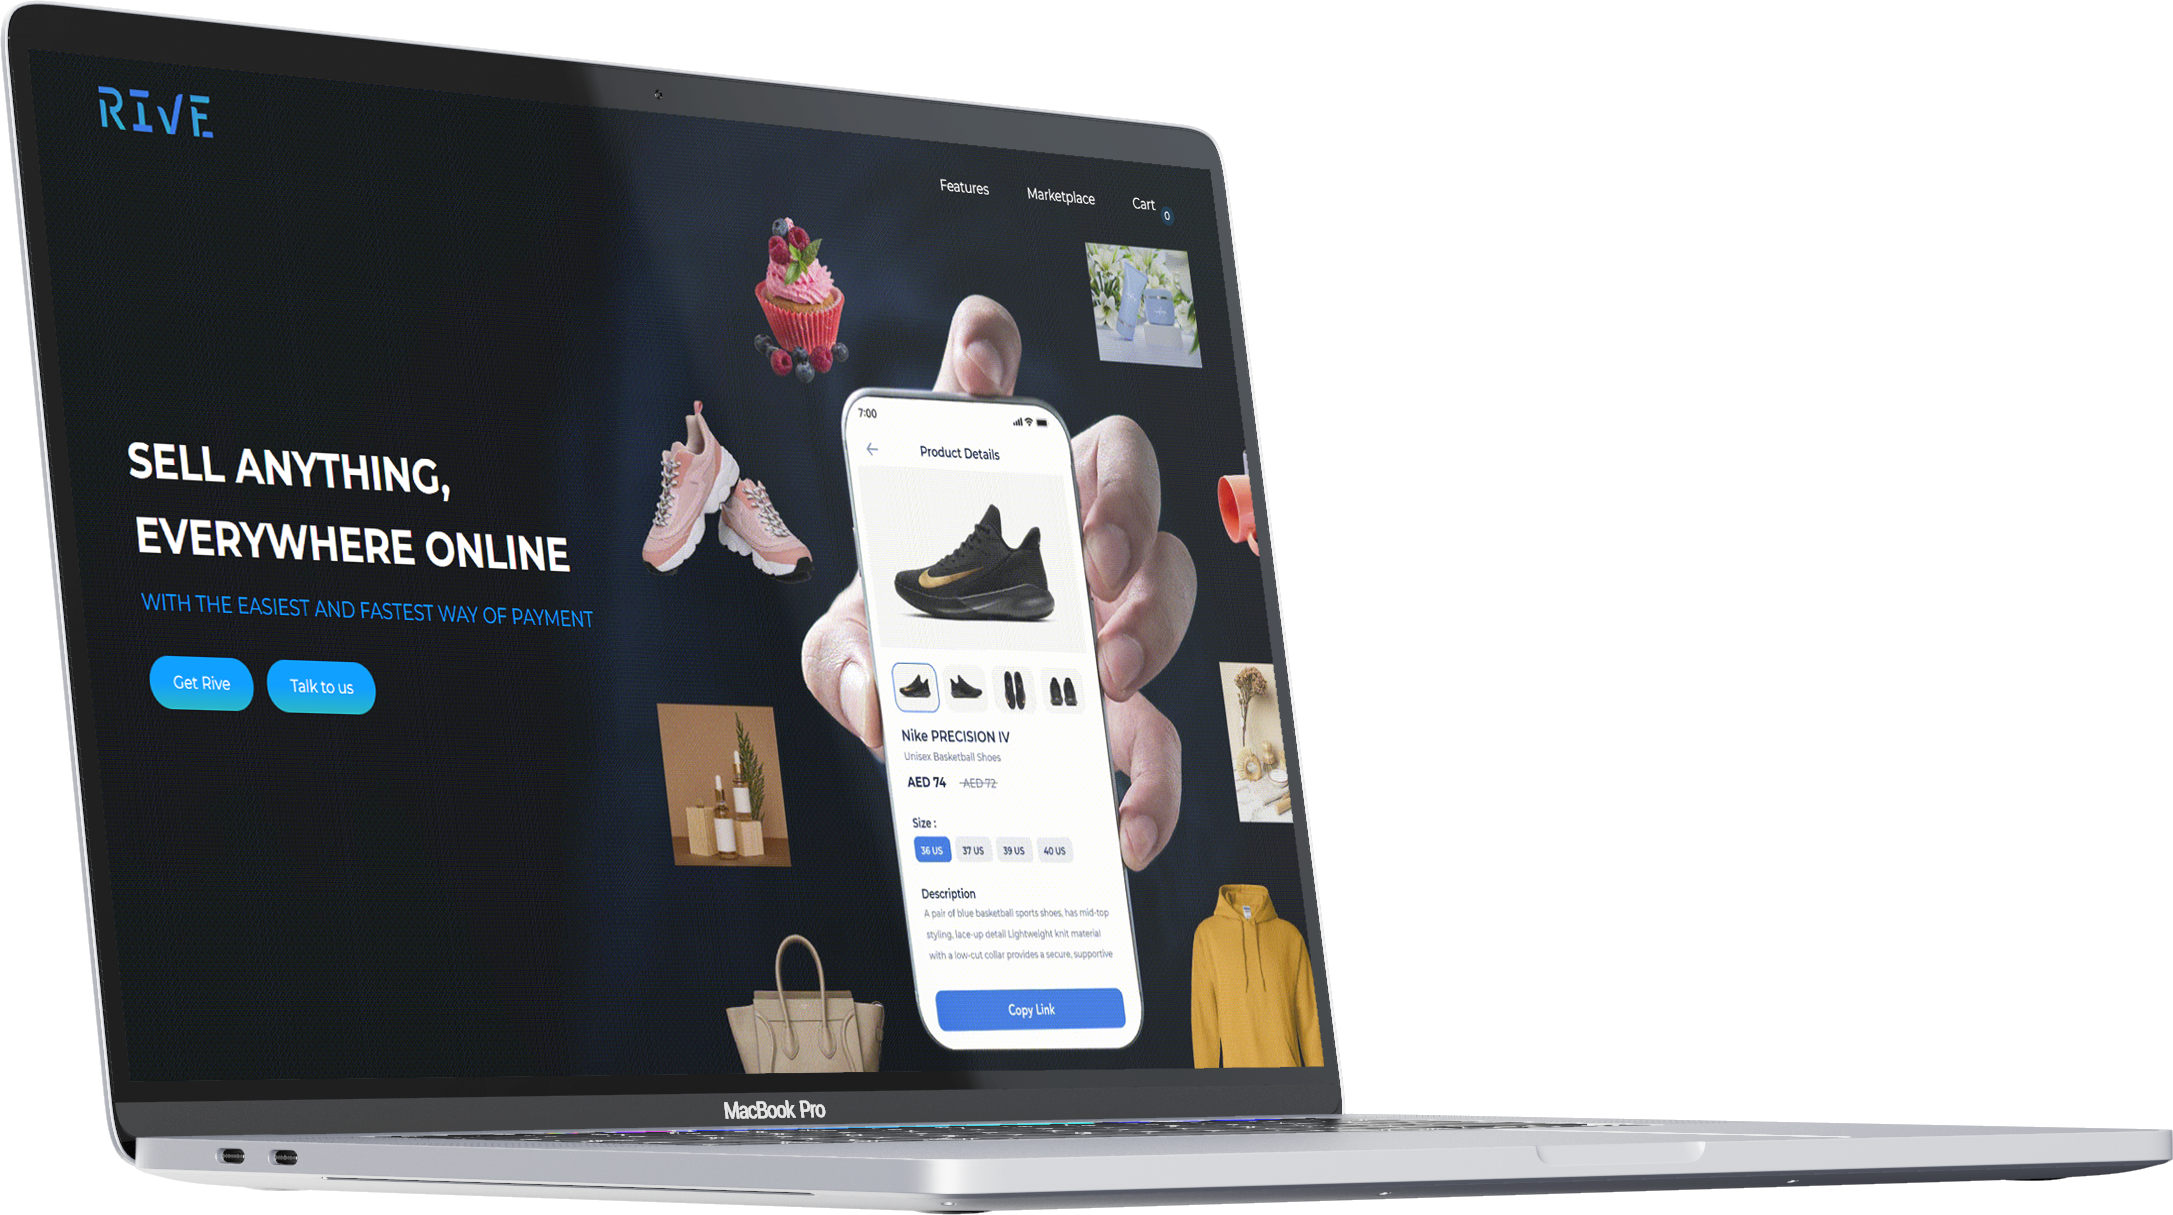 RIVE
Features
Marketplace
Cart
0
SELL ANYTHING,
EVERYWHERE ONLINE
WITH THE EASIEST AND FASTEST WAY OF PAYMENT
Get Rive
Talk to us
7:00
Product Details
Nike PRECISION IV
Unisex Basketball Shoes
AED 74 AED 72
Size :
36 US 37 US 39 US 40 US
Description
A pair of blue basketball sports shoes, has mid-top
styling, lace-up detail Lightweight knit material
with a low-cut collar provides a secure, supportive
Copy Link
MacBook Pro